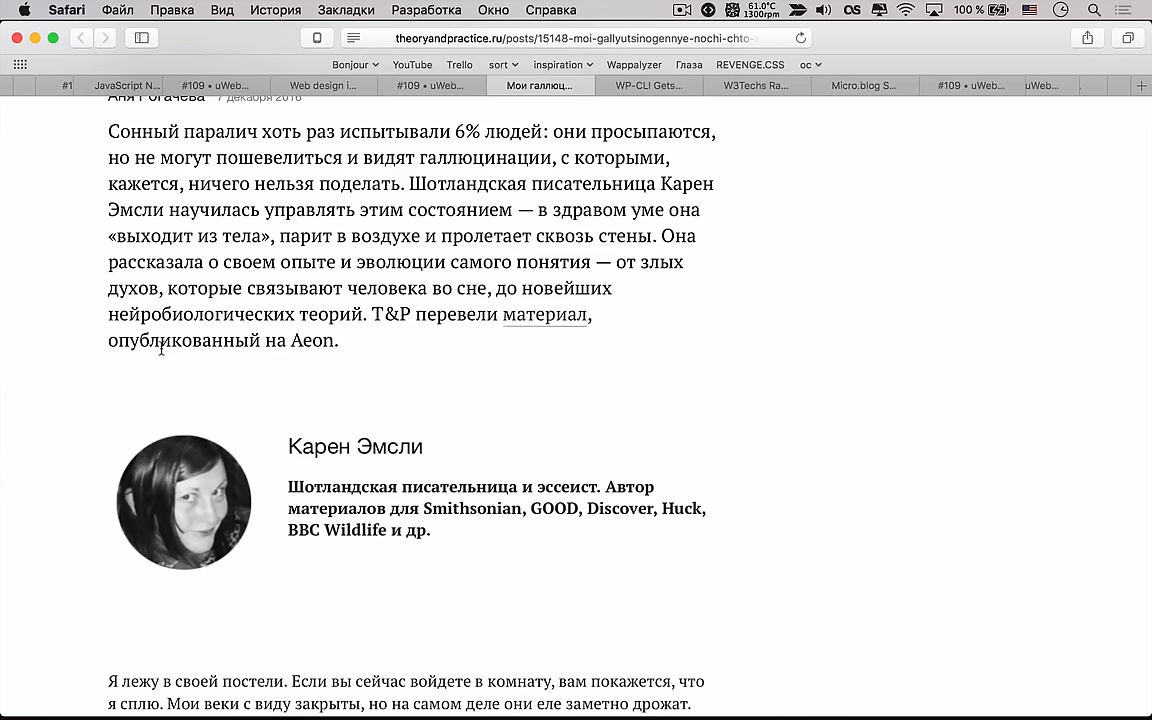 Safari Файл Правка Вид История Закладки Разработка Окно Справка 61.0°C 1300rpm 100 %
theoryandpractice.ru/posts/15148-moi-gallyutsinogennye-nochi-chto-
Bonjour YouTube Trello sort inspiration Wappalyzer Глаза REVENGE.CSS ос
#1 JavaScript N... #109 • uWeb... Web design i... #109 • uWeb... Мои галлюц... WP-CLI Gets... W3Techs Ra... Micro.blog S... #109 • uWeb... uWeb...
Аня Рогачева 7 декабря 2016
Сонный паралич хоть раз испытывали 6% людей: они просыпаются,
но не могут пошевелиться и видят галлюцинации, с которыми,
кажется, ничего нельзя поделать. Шотландская писательница Карен
Эмсли научилась управлять этим состоянием — в здравом уме она
«выходит из тела», парит в воздухе и пролетает сквозь стены. Она
рассказала о своем опыте и эволюции самого понятия — от злых
духов, которые связывают человека во сне, до новейших
нейробиологических теорий. T&P перевели материал,
опубликованный на Aeon.
Карен Эмсли
Шотландская писательница и эссеист. Автор
материалов для Smithsonian, GOOD, Discover, Huck,
BBC Wildlife и др.
Я лежу в своей постели. Если вы сейчас войдете в комнату, вам покажется, что
я сплю. Мои веки с виду закрыты, но на самом деле они еле заметно дрожат.